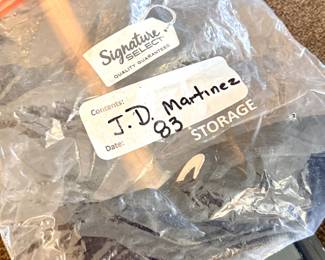 Signature
SELECT
QUALITY GUARANTEED
Contents:
J.D. Martinez
Date: 83
STORAGE